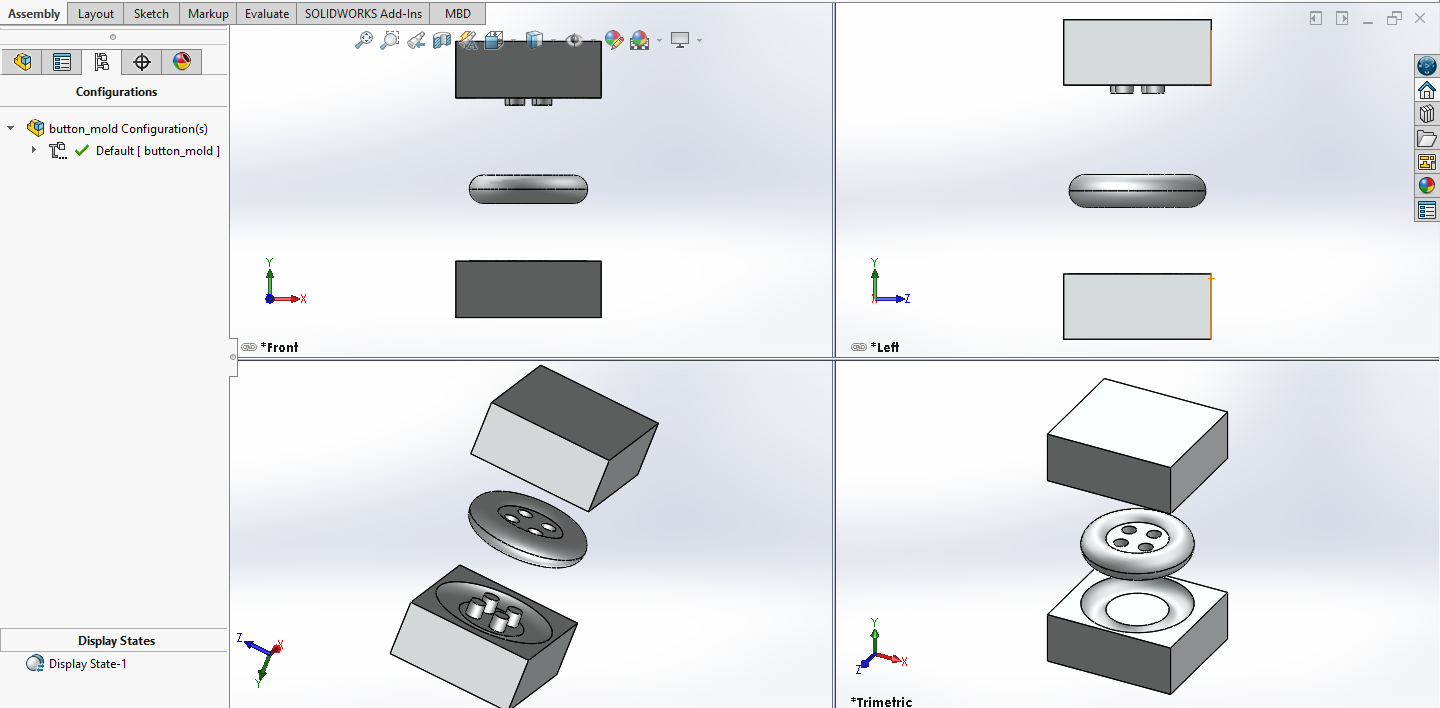 Assembly Layout Sketch Markup Evaluate SOLIDWORKS Add-Ins MBD
Configurations
button_mold Configuration(s)
Default [ button_mold ]
Display States
Display State-1
Y
X
*Front
Y
X
Z
*Left
Z
X
Y
Y
X
Z
*Trimetric